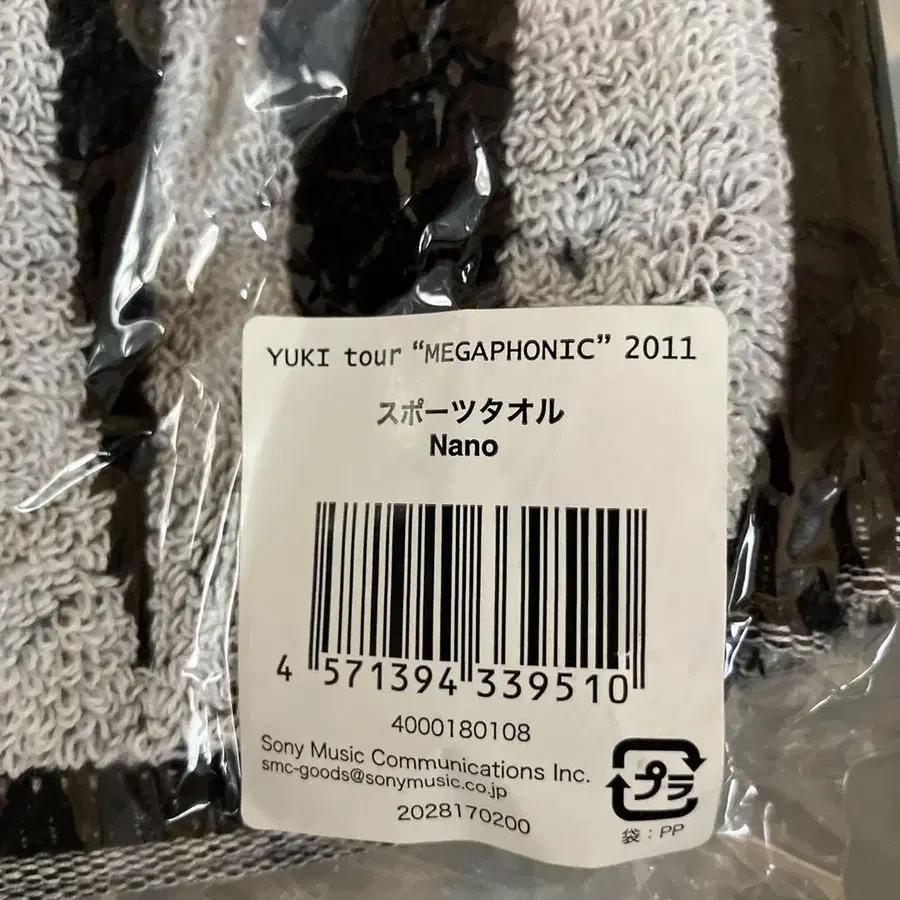 YUKI tour “MEGAPHONIC” 2011
スポーツタオル
Nano
4 571394 339510
4000180108
Sony Music Communications Inc.
smc-goods@sonymusic.co.jp
2028170200
プラ
袋：PP